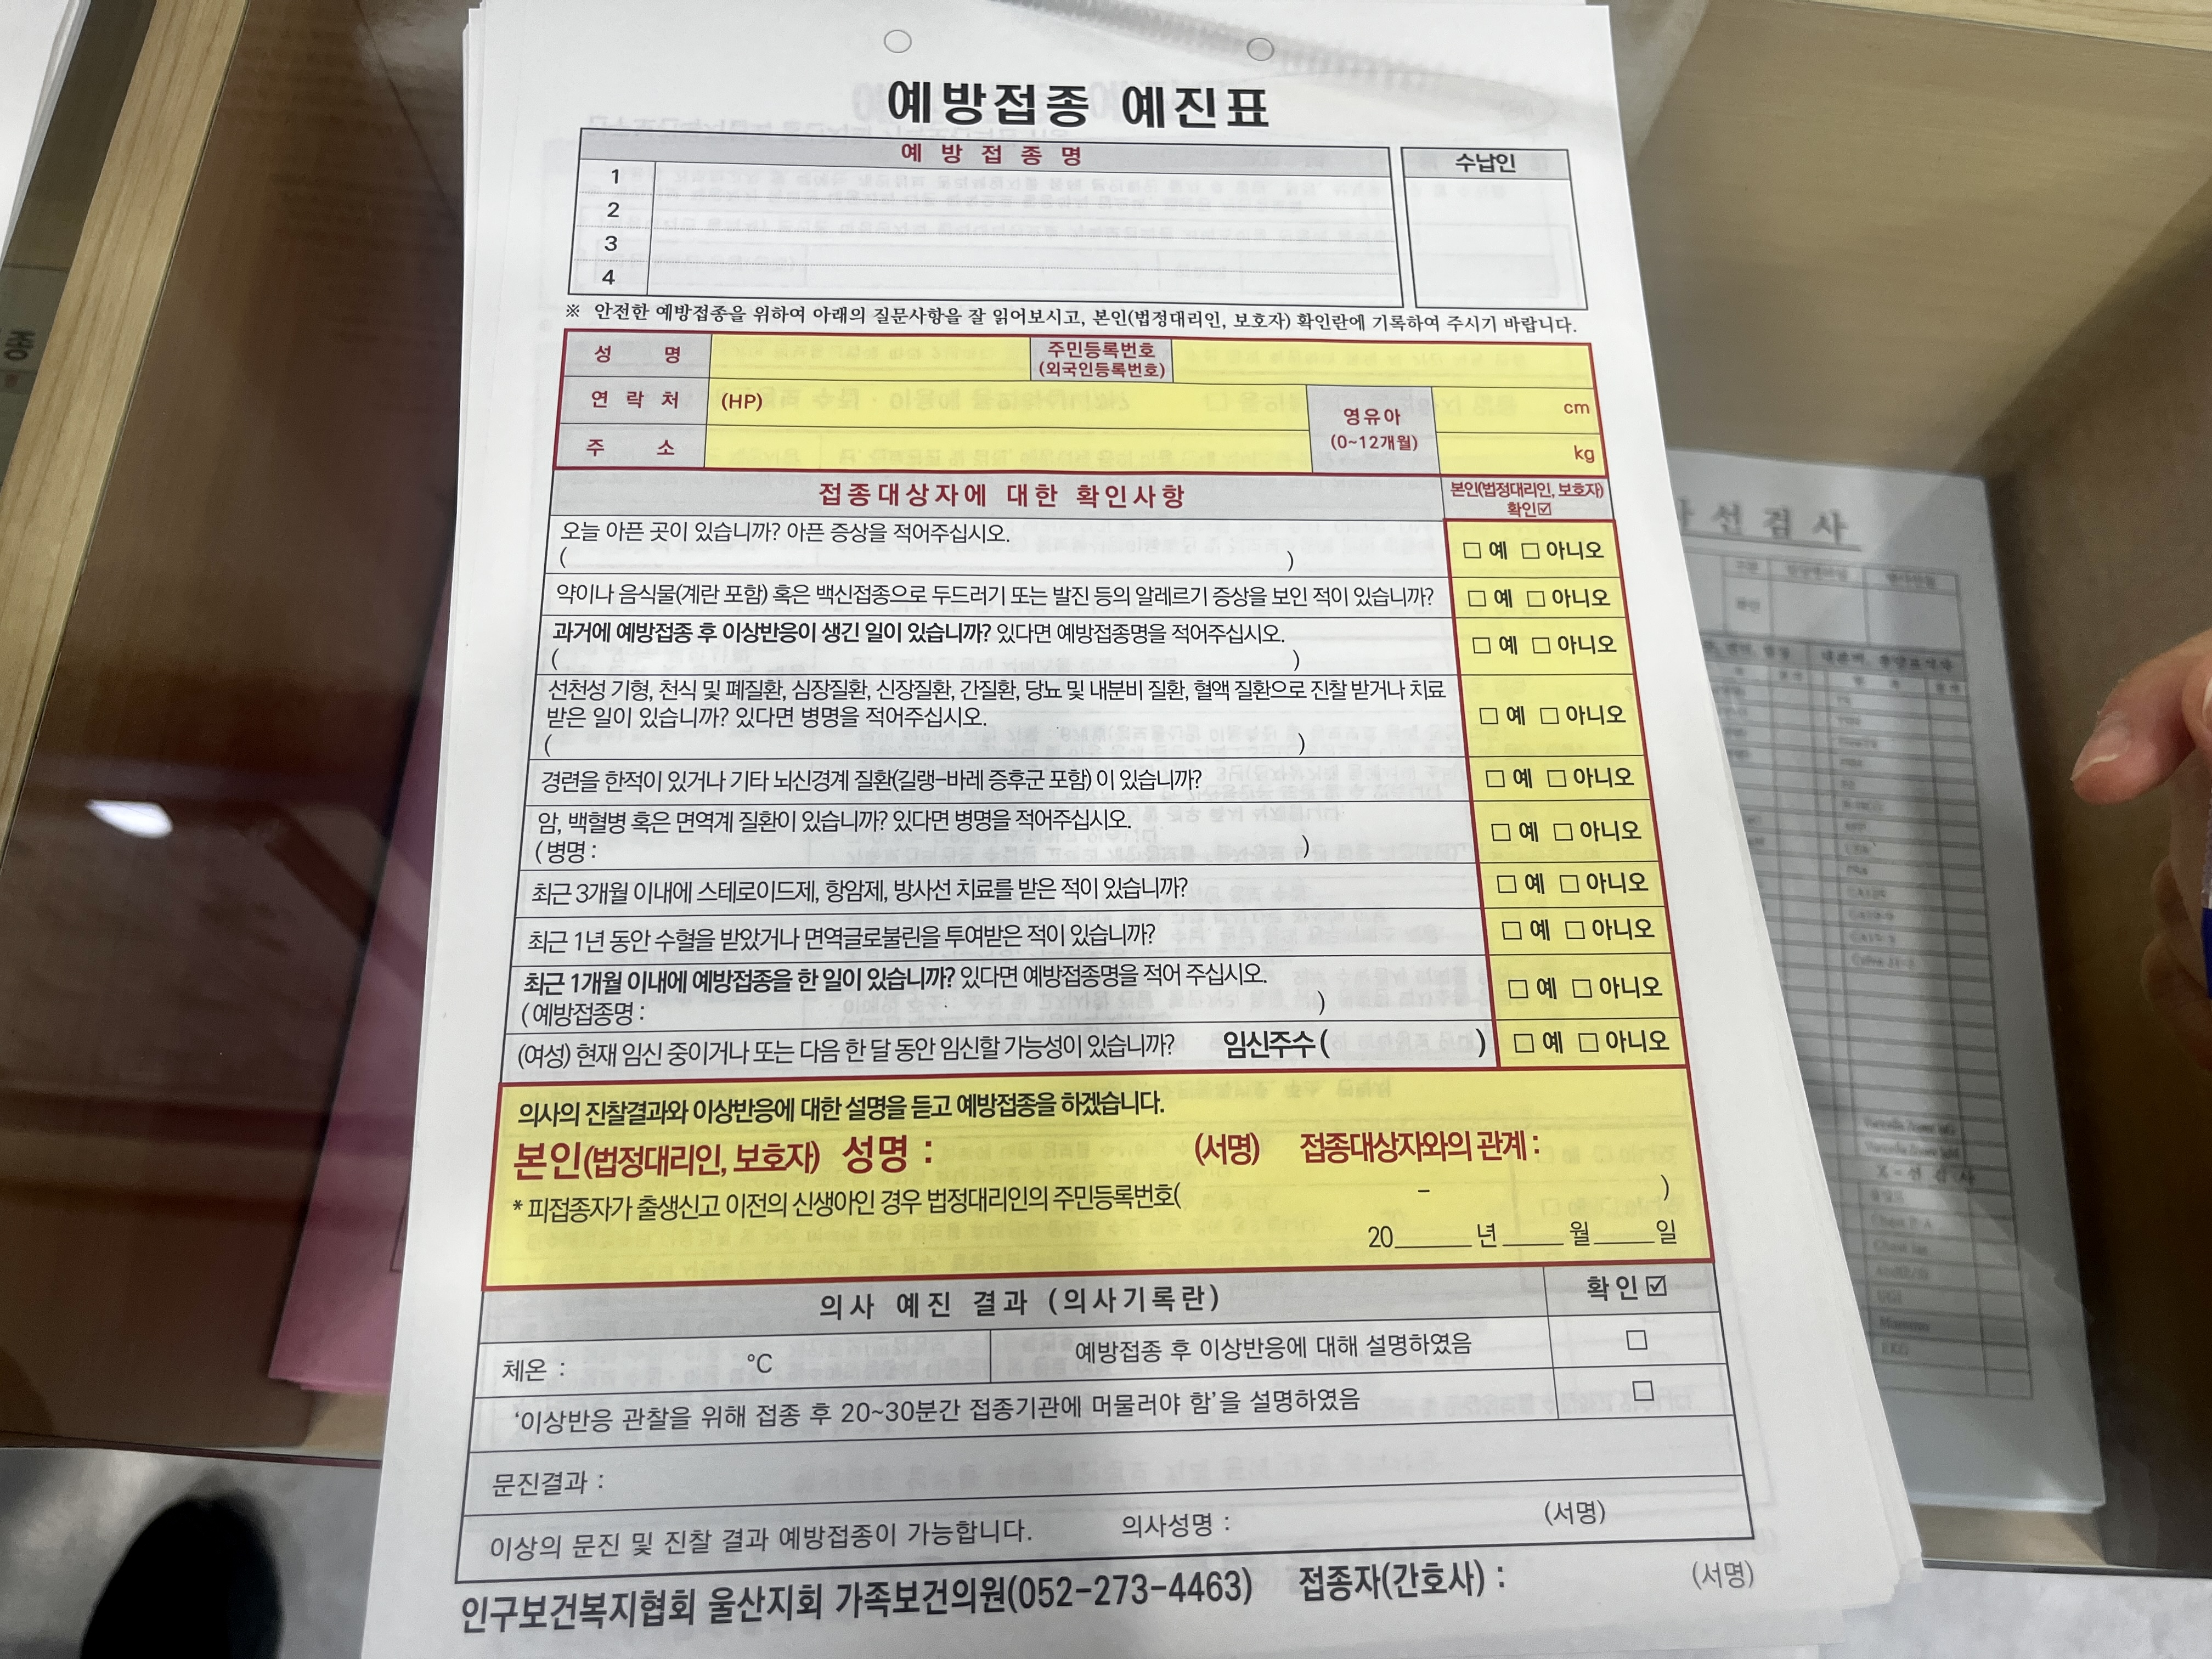 예방접종 예진표
예 방 접 종 명
수납인
1
2
3
4
※ 안전한 예방접종을 위하여 아래의 질문사항을 잘 읽어보시고, 본인(법정대리인, 보호자) 확인란에 기록하여 주시기 바랍니다.
성 명
주민등록번호
(외국인등록번호)
연 락 처
(HP)
영유아
(0~12개월)
cm
주 소
kg
접종대상자에 대한 확인사항
본인(법정대리인, 보호자)
확인☑
오늘 아픈 곳이 있습니까? 아픈 증상을 적어주십시오.
( )
□ 예 □ 아니오
약이나 음식물(계란 포함) 혹은 백신접종으로 두드러기 또는 발진 등의 알레르기 증상을 보인 적이 있습니까?
□ 예 □ 아니오
과거에 예방접종 후 이상반응이 생긴 일이 있습니까? 있다면 예방접종명을 적어주십시오.
( )
□ 예 □ 아니오
선천성 기형, 천식 및 폐질환, 심장질환, 신장질환, 간질환, 당뇨 및 내분비 질환, 혈액 질환으로 진찰 받거나 치료
받은 일이 있습니까? 있다면 병명을 적어주십시오.
( )
□ 예 □ 아니오
경련을 한적이 있거나 기타 뇌신경계 질환(길랭-바레 증후군 포함) 이 있습니까?
□ 예 □ 아니오
암, 백혈병 혹은 면역계 질환이 있습니까? 있다면 병명을 적어주십시오.
( 병명 : )
□ 예 □ 아니오
최근 3개월 이내에 스테로이드제, 항암제, 방사선 치료를 받은 적이 있습니까?
□ 예 □ 아니오
최근 1년 동안 수혈을 받았거나 면역글로불린을 투여받은 적이 있습니까?
□ 예 □ 아니오
최근 1개월 이내에 예방접종을 한 일이 있습니까? 있다면 예방접종명을 적어 주십시오.
( 예방접종명 : )
□ 예 □ 아니오
(여성) 현재 임신 중이거나 또는 다음 한 달 동안 임신할 가능성이 있습니까? 임신주수 ( )
□ 예 □ 아니오
의사의 진찰결과와 이상반응에 대한 설명을 듣고 예방접종을 하겠습니다.
본인(법정대리인, 보호자) 성명 : (서명) 접종대상자와의 관계 :
* 피접종자가 출생신고 이전의 신생아인 경우 법정대리인의 주민등록번호( - )
20____년____월____일
의사 예진 결과 (의사기록란)
확 인 ☑
체온 : ℃
예방접종 후 이상반응에 대해 설명하였음
□
'이상반응 관찰을 위해 접종 후 20~30분간 접종기관에 머물러야 함'을 설명하였음
□
문진결과 :
이상의 문진 및 진찰 결과 예방접종이 가능합니다. 의사성명 : (서명)
인구보건복지협회 울산지회 가족보건의원(052-273-4463) 접종자(간호사) : (서명)
선 검 사
종